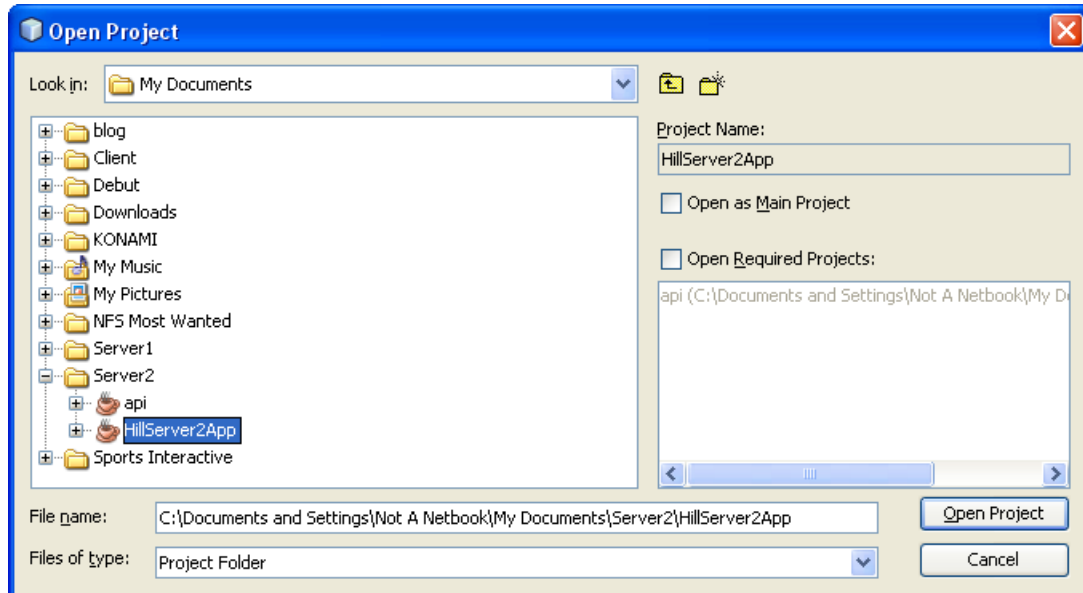 Open Project
Look in: My Documents
blog
Client
Debut
Downloads
KONAMI
My Music
My Pictures
NFS Most Wanted
Server1
Server2
api
HillServer2App
Sports Interactive
Project Name:
HillServer2App
Open as Main Project
Open Required Projects:
api (C:\Documents and Settings\Not A Netbook\My D
File name: C:\Documents and Settings\Not A Netbook\My Documents\Server2\HillServer2App
Open Project
Files of type: Project Folder
Cancel